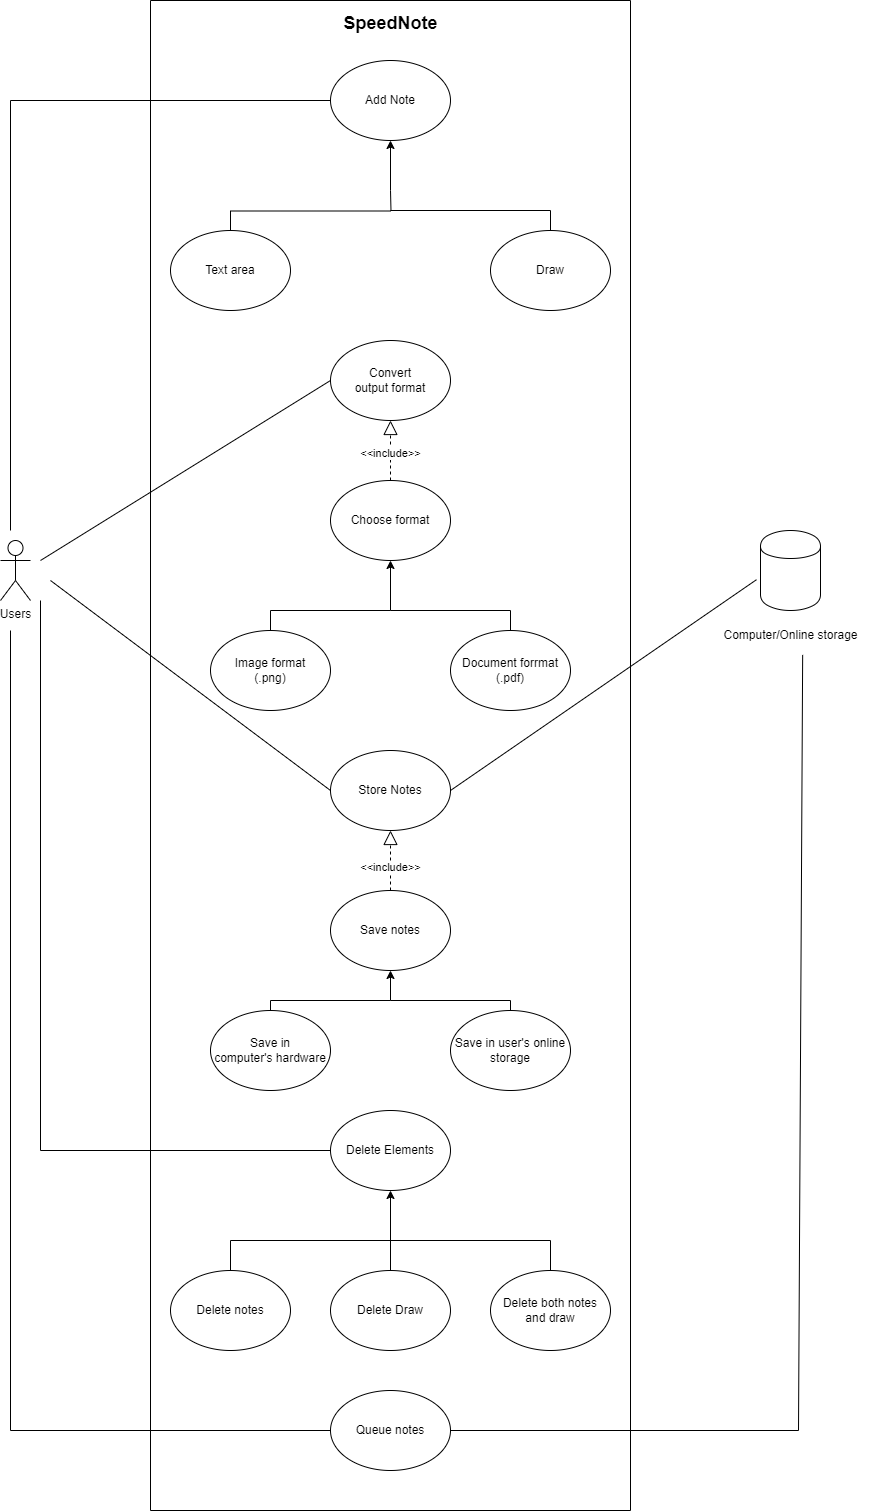 SpeedNote
Add Note
Text area
Draw
Convert
output format
<<include>>
Choose format
Users
Computer/Online storage
Image format
(.png)
Document forrmat
(.pdf)
Store Notes
<<include>>
Save notes
Save in
computer's hardware
Save in user's online
storage
Delete Elements
Delete notes
Delete Draw
Delete both notes
and draw
Queue notes